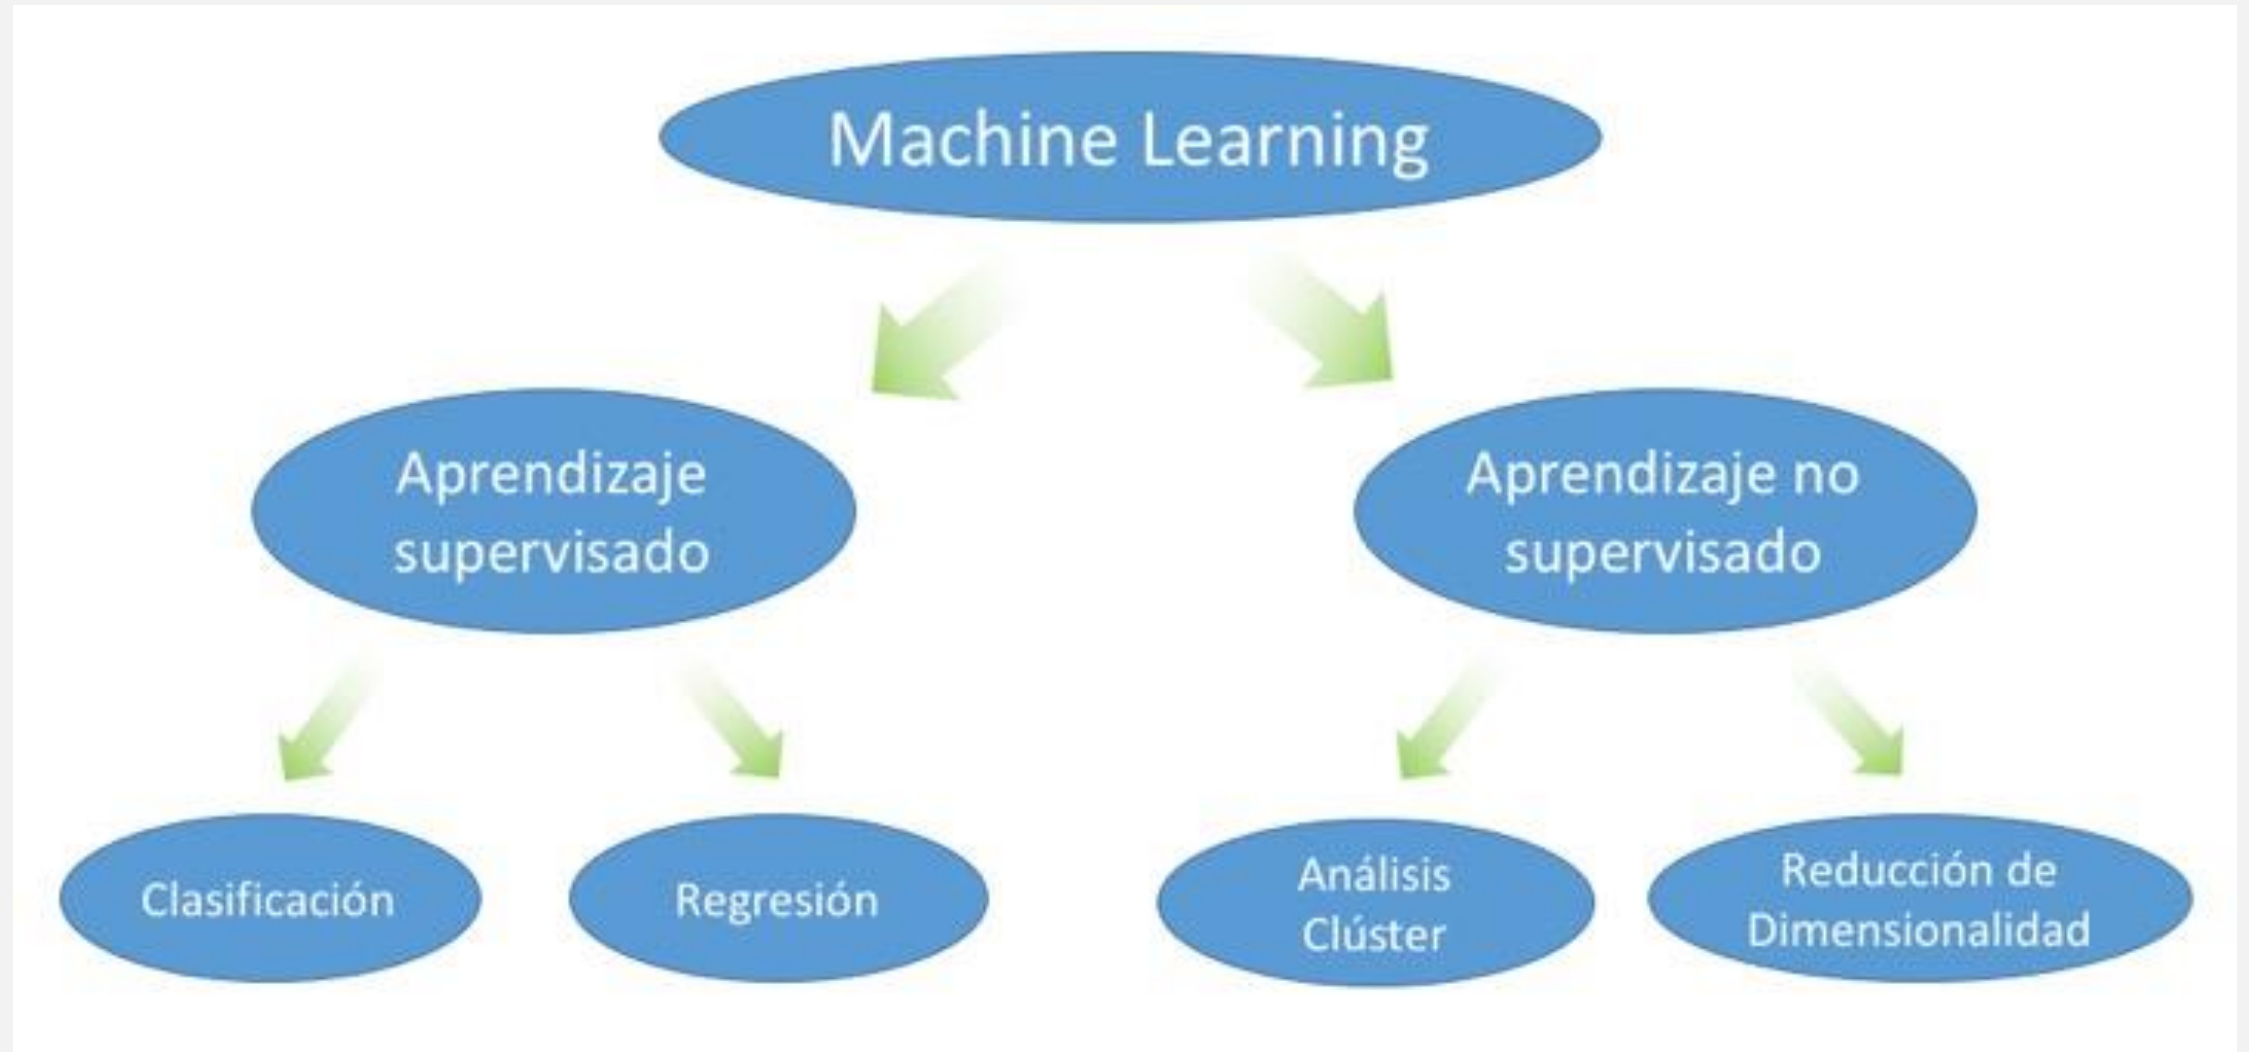 Machine Learning
Aprendizaje
supervisado
Aprendizaje no
supervisado
Clasificación
Regresión
Análisis
Clúster
Reducción de
Dimensionalidad